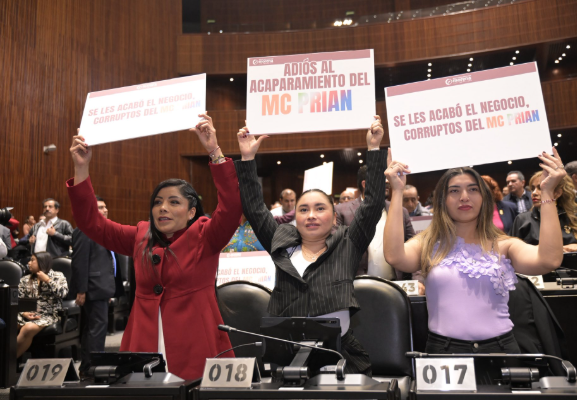 SE LES ACABÓ EL NEGOCIO,
CORRUPTOS DEL MC PRIAN
ADIÓS AL
ACAPARAMIENTO DEL
MC PRIAN
SE LES ACABÓ EL NEGOCIO,
CORRUPTOS DEL MC PRIAN
019
018
017